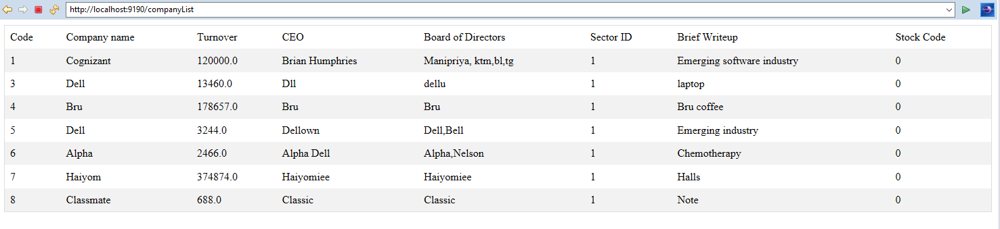 http://localhost:9190/companyList
Code Company name Turnover CEO Board of Directors Sector ID Brief Writeup Stock Code
1 Cognizant 120000.0 Brian Humphries Manipriya, ktm,bl,tg 1 Emerging software industry 0
3 Dell 13460.0 Dll dellu 1 laptop 0
4 Bru 178657.0 Bru Bru 1 Bru coffee 0
5 Dell 3244.0 Dellown Dell,Bell 1 Emerging industry 0
6 Alpha 2466.0 Alpha Dell Alpha,Nelson 1 Chemotherapy 0
7 Haiyom 374874.0 Haiyomiee Haiyomiee 1 Halls 0
8 Classmate 688.0 Classic Classic 1 Note 0